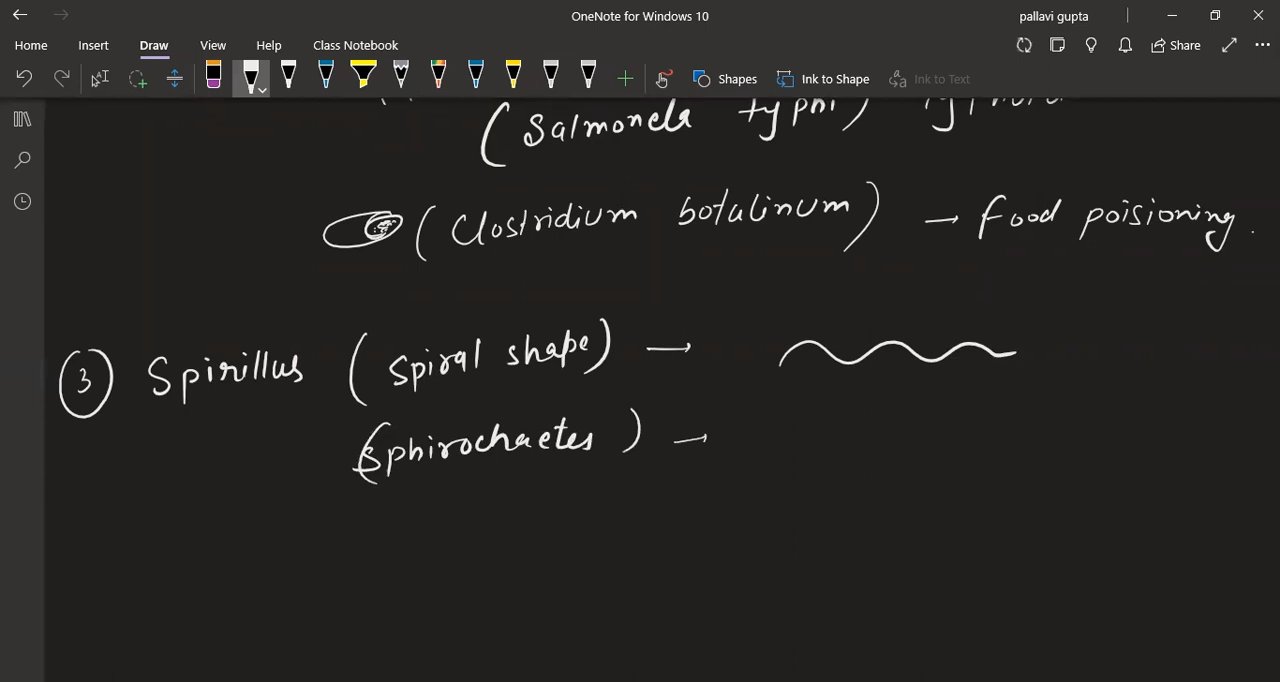 OneNote for Windows 10
pallavi gupta
Home Insert Draw View Help Class Notebook
Share
Shapes Ink to Shape Ink to Text
(Salmonela typhi)
(Clostridium botulinum) → food poisioning.
3 Spirillus (Spiral shape) →
(Sphirochaetes) →